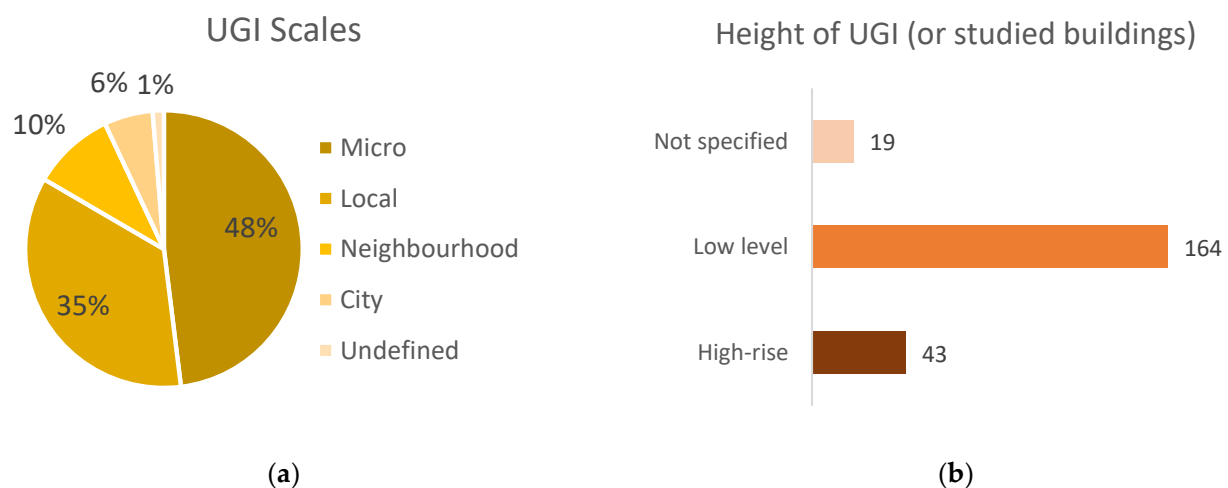 UGI Scales
6%
1%
10%
48%
35%
Micro
Local
Neighbourhood
City
Undefined
(a)
Height of UGI (or studied buildings)
Not specified
19
Low level
164
High-rise
43
(b)